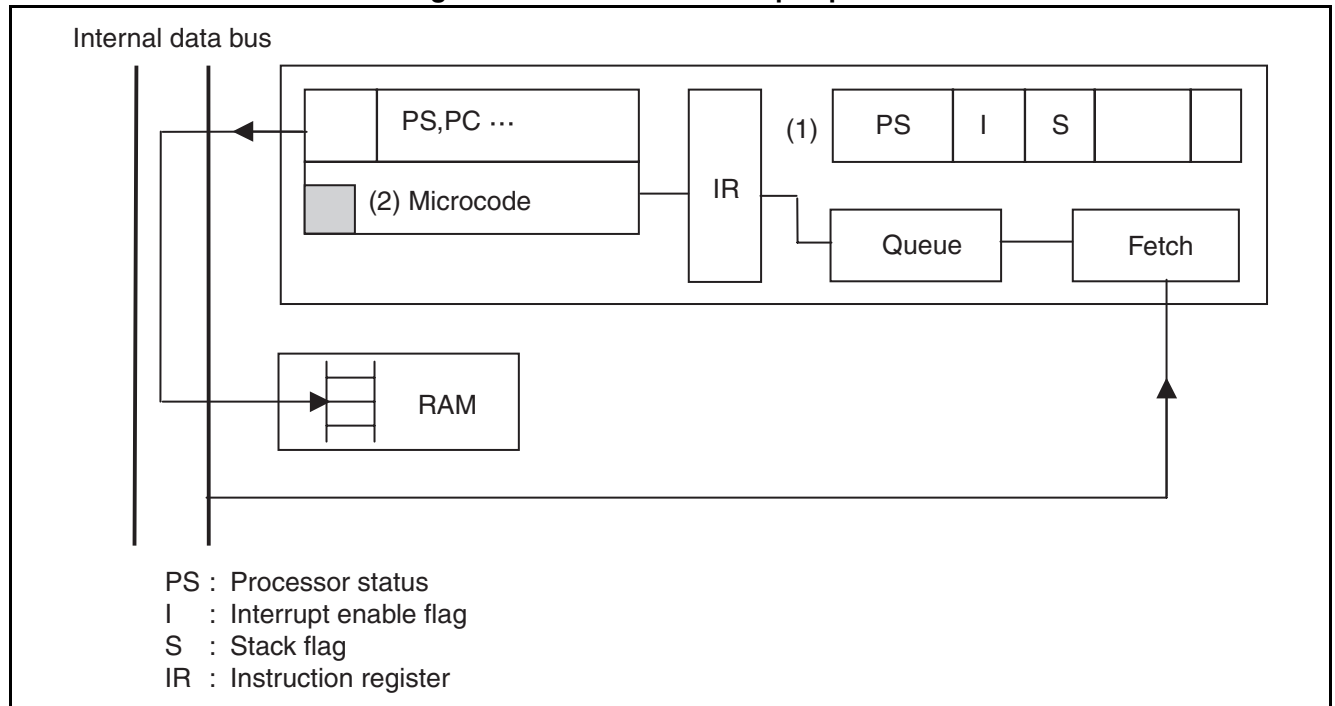 Internal data bus
PS,PC ···
(2) Microcode
IR
(1)
PS I S
Queue
Fetch
RAM
PS : Processor status
I : Interrupt enable flag
S : Stack flag
IR : Instruction register